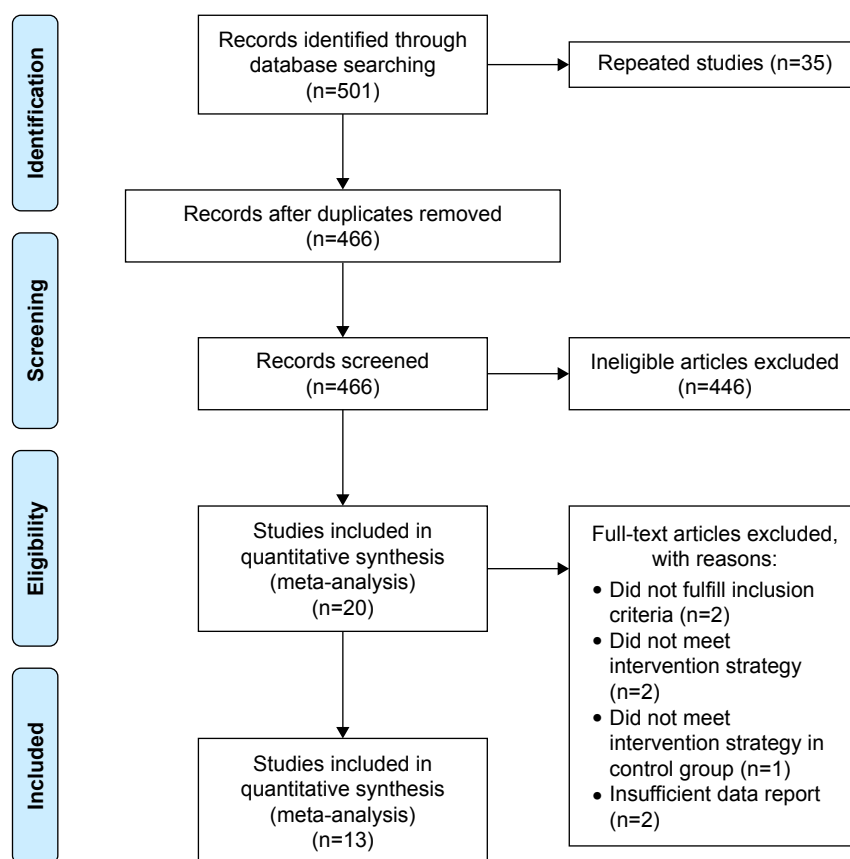 Identification
Records identified through
database searching
(n=501)
Repeated studies (n=35)
Records after duplicates removed
(n=466)
Screening
Records screened
(n=466)
Ineligible articles excluded
(n=446)
Eligibility
Studies included in
quantitative synthesis
(meta-analysis)
(n=20)
Full-text articles excluded,
with reasons:
• Did not fulfill inclusion
criteria (n=2)
• Did not meet
intervention strategy
(n=2)
• Did not meet
intervention strategy in
control group (n=1)
• Insufficient data report
(n=2)
Included
Studies included in
quantitative synthesis
(meta-analysis)
(n=13)